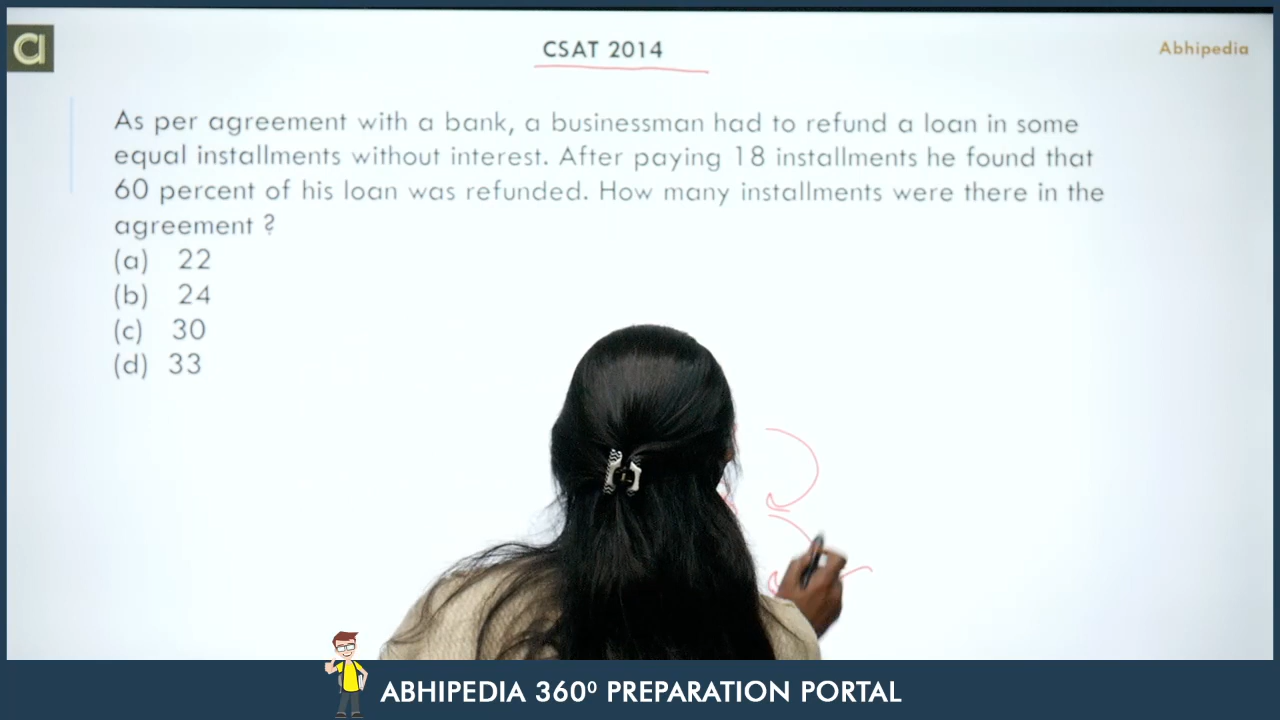 CSAT 2014
Abhipedia
As per agreement with a bank, a businessman had to refund a loan in some
equal installments without interest. After paying 18 installments he found that
60 percent of his loan was refunded. How many installments were there in the
agreement ?
(a) 22
(b) 24
(c) 30
(d) 33
ABHIPEDIA 360⁰ PREPARATION PORTAL